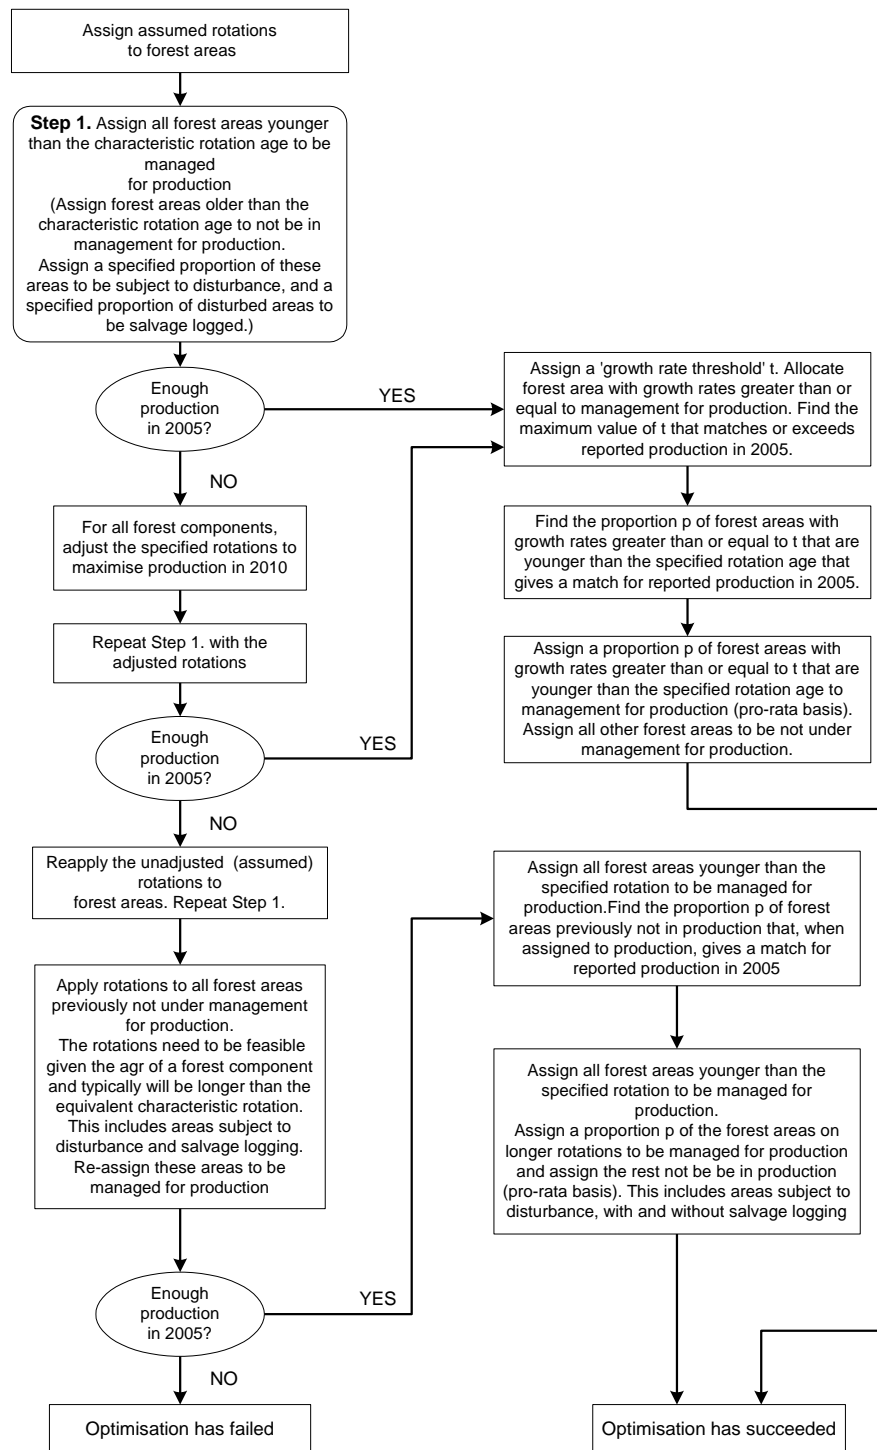 Assign assumed rotations
to forest areas
Step 1. Assign all forest areas younger
than the characteristic rotation age to be
managed
for production
(Assign forest areas older than the
characteristic rotation age to not be in
management for production.
Assign a specified proportion of these
areas to be subject to disturbance, and a
specified proportion of disturbed areas to
be salvage logged.)
Enough
production
in 2005?
YES
NO
Assign a 'growth rate threshold' t. Allocate
forest area with growth rates greater than or
equal to management for production. Find the
maximum value of t that matches or exceeds
reported production in 2005.
For all forest components,
adjust the specified rotations to
maximise production in 2010
Find the proportion p of forest areas with
growth rates greater than or equal to t that are
younger than the specified rotation age that
gives a match for reported production in 2005.
Repeat Step 1. with the
adjusted rotations
Assign a proportion p of forest areas with
growth rates greater than or equal to t that are
younger than the specified rotation age to
management for production (pro-rata basis).
Assign all other forest areas to be not under
management for production.
Enough
production
in 2005?
YES
NO
Reapply the unadjusted (assumed)
rotations to
forest areas. Repeat Step 1.
Assign all forest areas younger than the
specified rotation to be managed for
production.Find the proportion p of forest
areas previously not in production that, when
assigned to production, gives a match for
reported production in 2005
Apply rotations to all forest areas
previously not under management
for production.
The rotations need to be feasible
given the agr of a forest component
and typically will be longer than the
equivalent characteristic rotation.
This includes areas subject to
disturbance and salvage logging.
Re-assign these areas to be
managed for production
Assign all forest areas younger than the
specified rotation to be managed for
production.
Assign a proportion p of the forest areas on
longer rotations to be managed for production
and assign the rest not be be in production
(pro-rata basis). This includes areas subject to
disturbance, with and without salvage logging
Enough
production
in 2005?
YES
NO
Optimisation has failed
Optimisation has succeeded